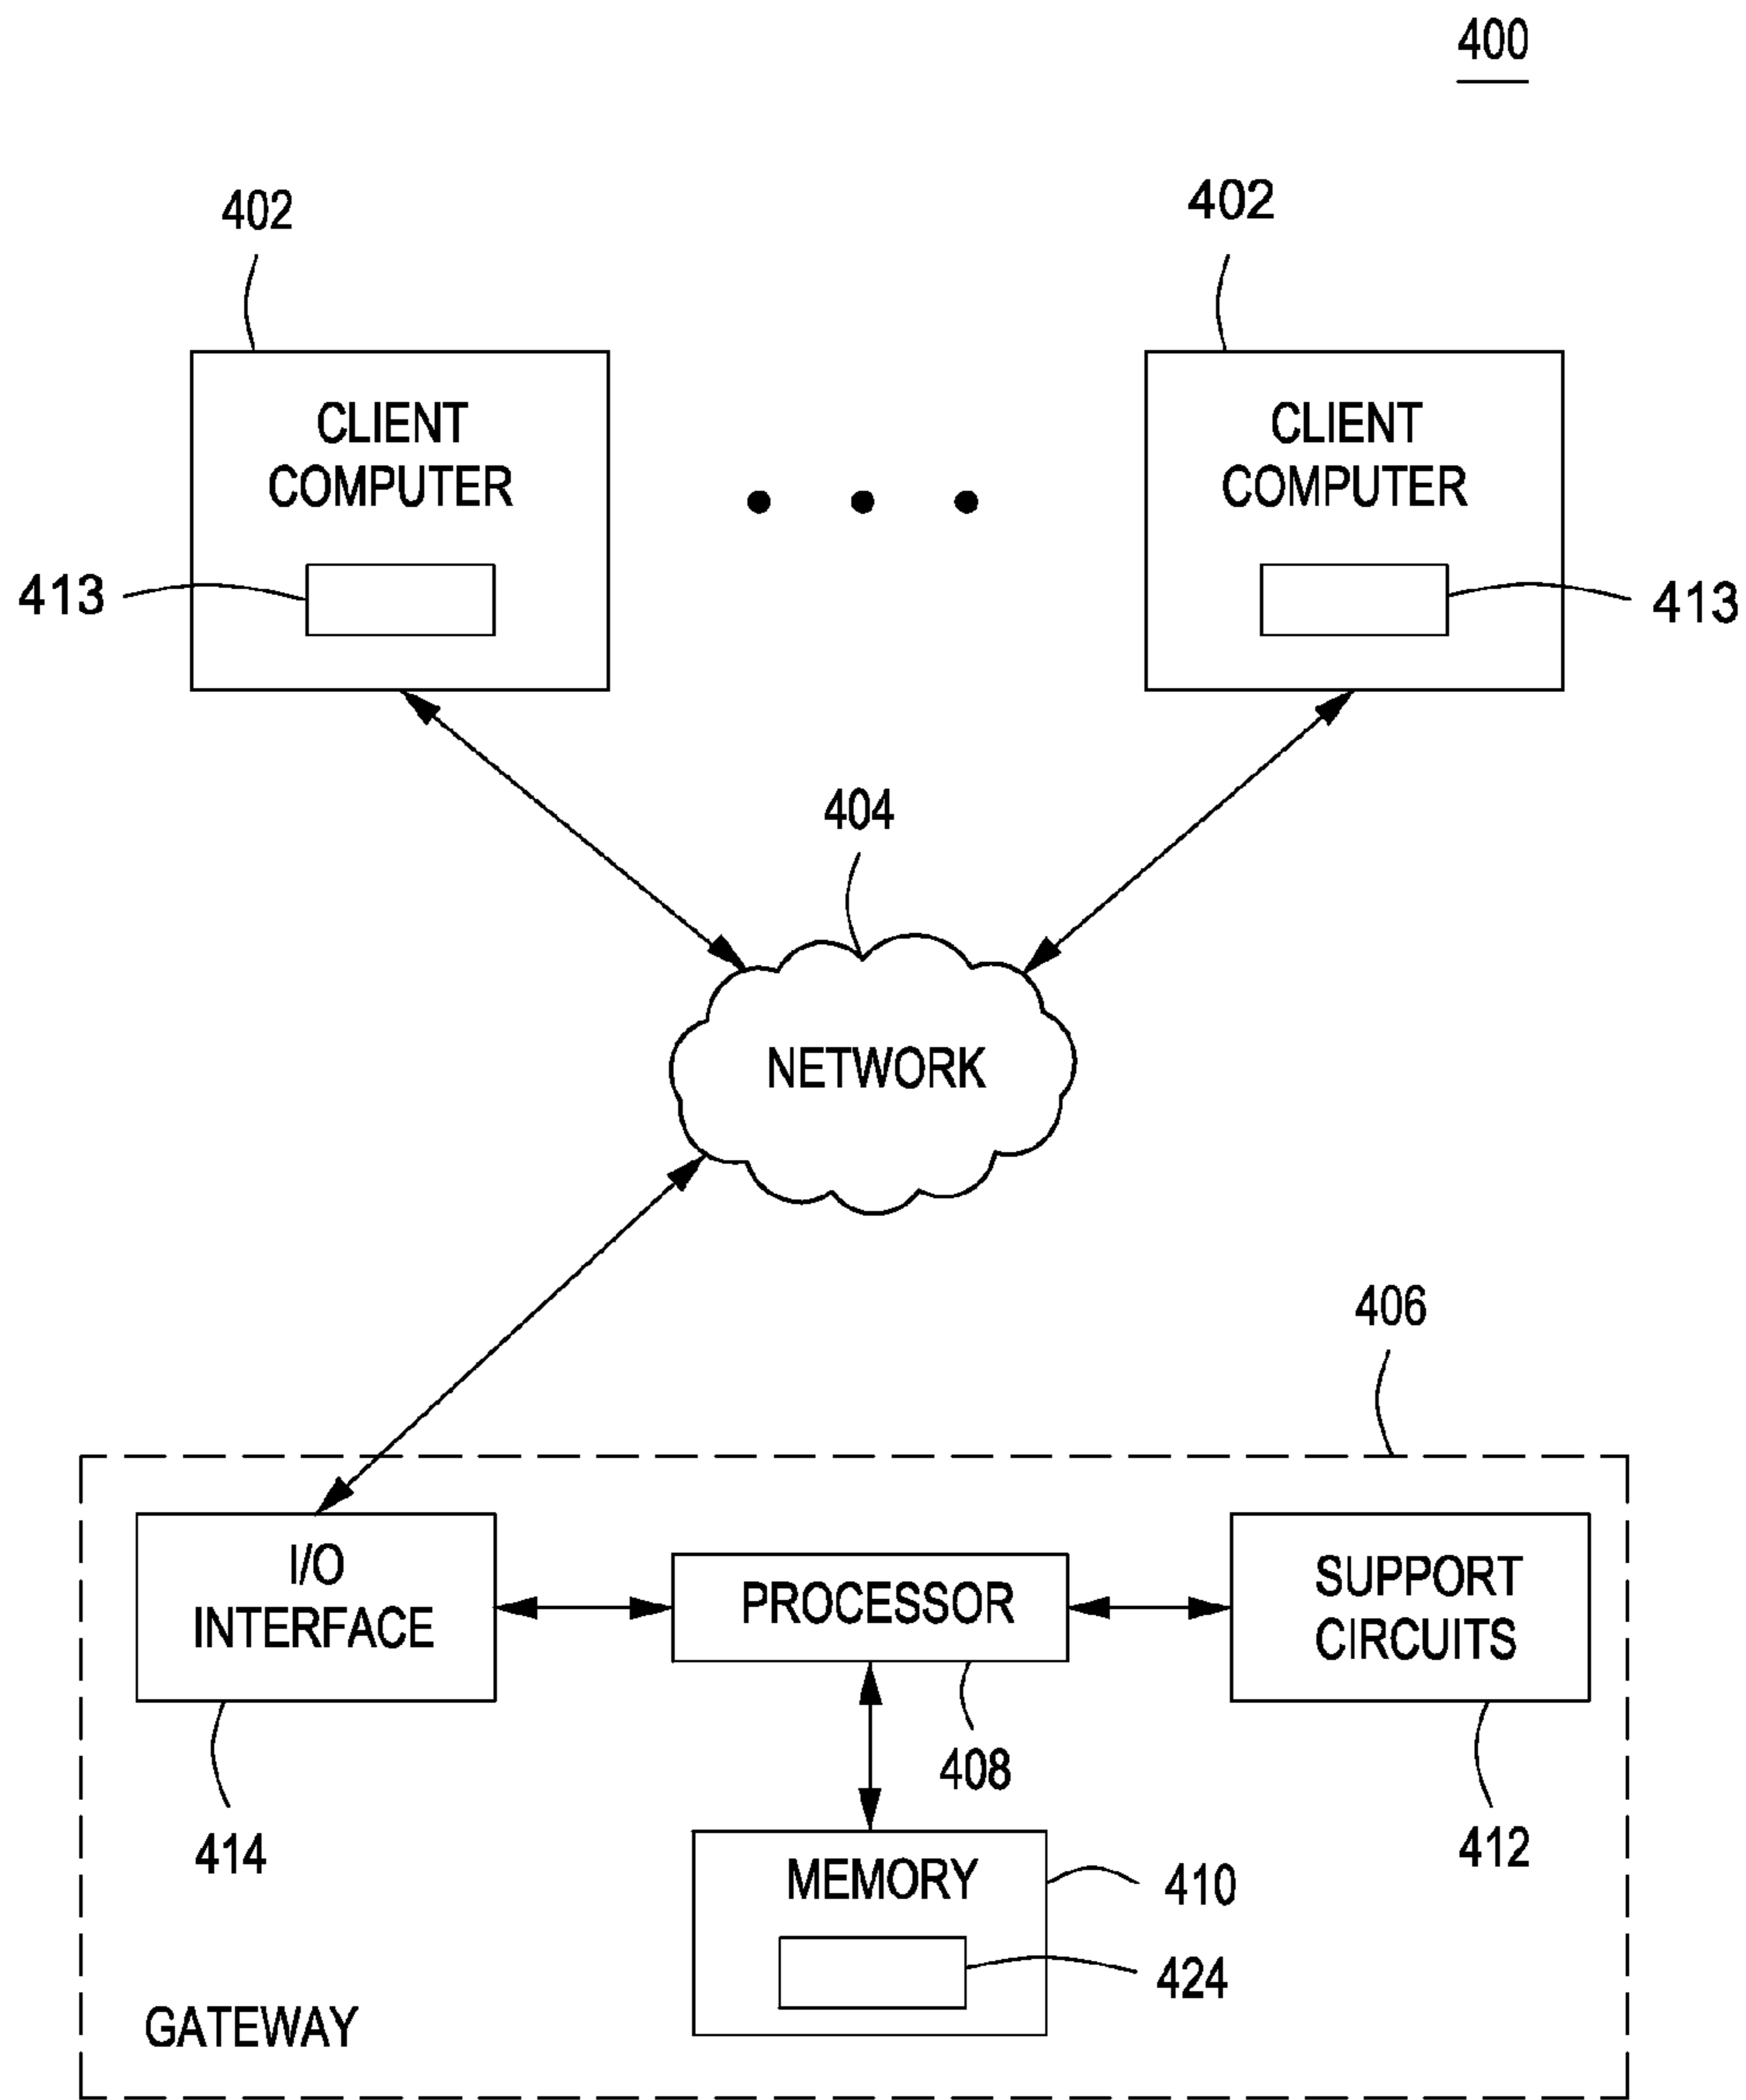 400
402
402
CLIENT
COMPUTER
CLIENT
COMPUTER
413
413
404
NETWORK
406
I/O
INTERFACE
PROCESSOR
SUPPORT
CIRCUITS
408
414
412
MEMORY
410
424
GATEWAY